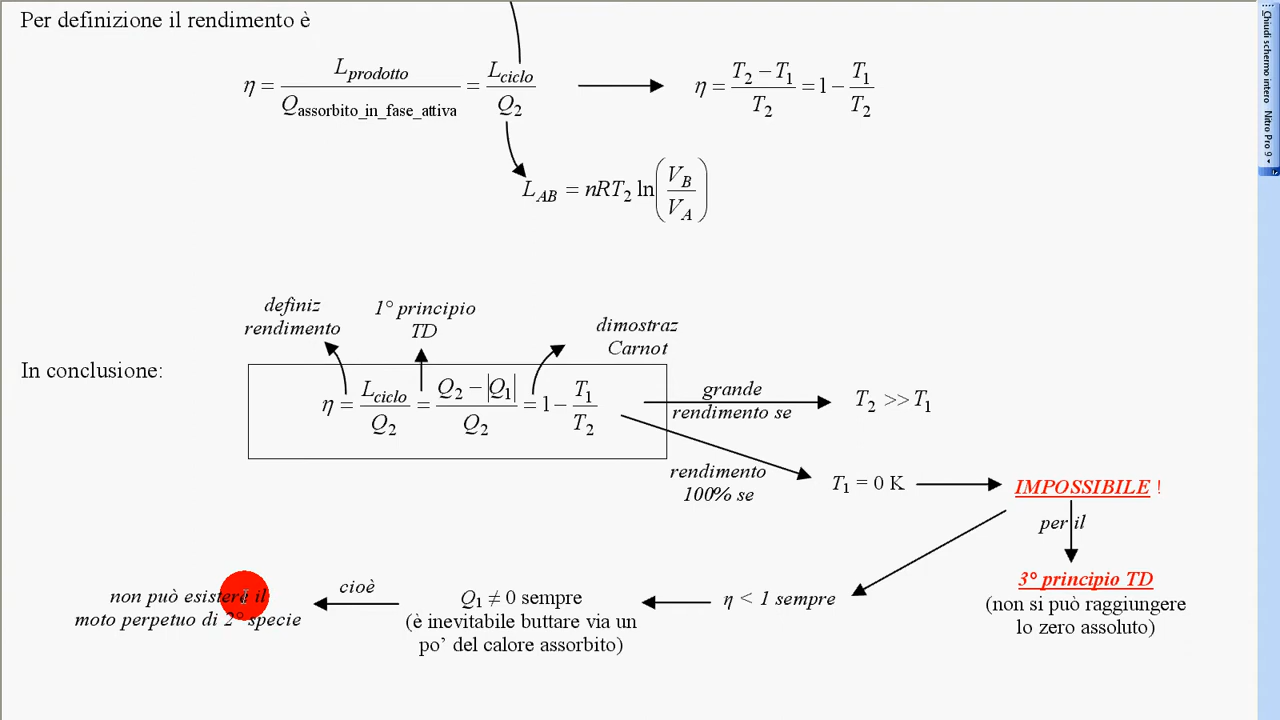 Per definizione il rendimento è
η = L_prodotto / Q_assorbito_in_fase_attiva = L_ciclo / Q_2
η = (T_2 − T_1) / T_2 = 1 − T_1 / T_2
L_AB = nRT_2 ln(V_B / V_A)
definiz
rendimento
1° principio
TD
dimostraz
Carnot
In conclusione:
η = L_ciclo / Q_2 = (Q_2 − |Q_1|) / Q_2 = 1 − T_1 / T_2
grande
rendimento se
T_2 >> T_1
rendimento
100% se
T_1 = 0 K
IMPOSSIBILE !
per il
3° principio TD
(non si può raggiungere
lo zero assoluto)
η < 1 sempre
Q_1 ≠ 0 sempre
(è inevitabile buttare via un
po’ del calore assorbito)
cioè
non può esistere il
moto perpetuo di 2° specie
Chiudi schermo intero Nitro Pro 9